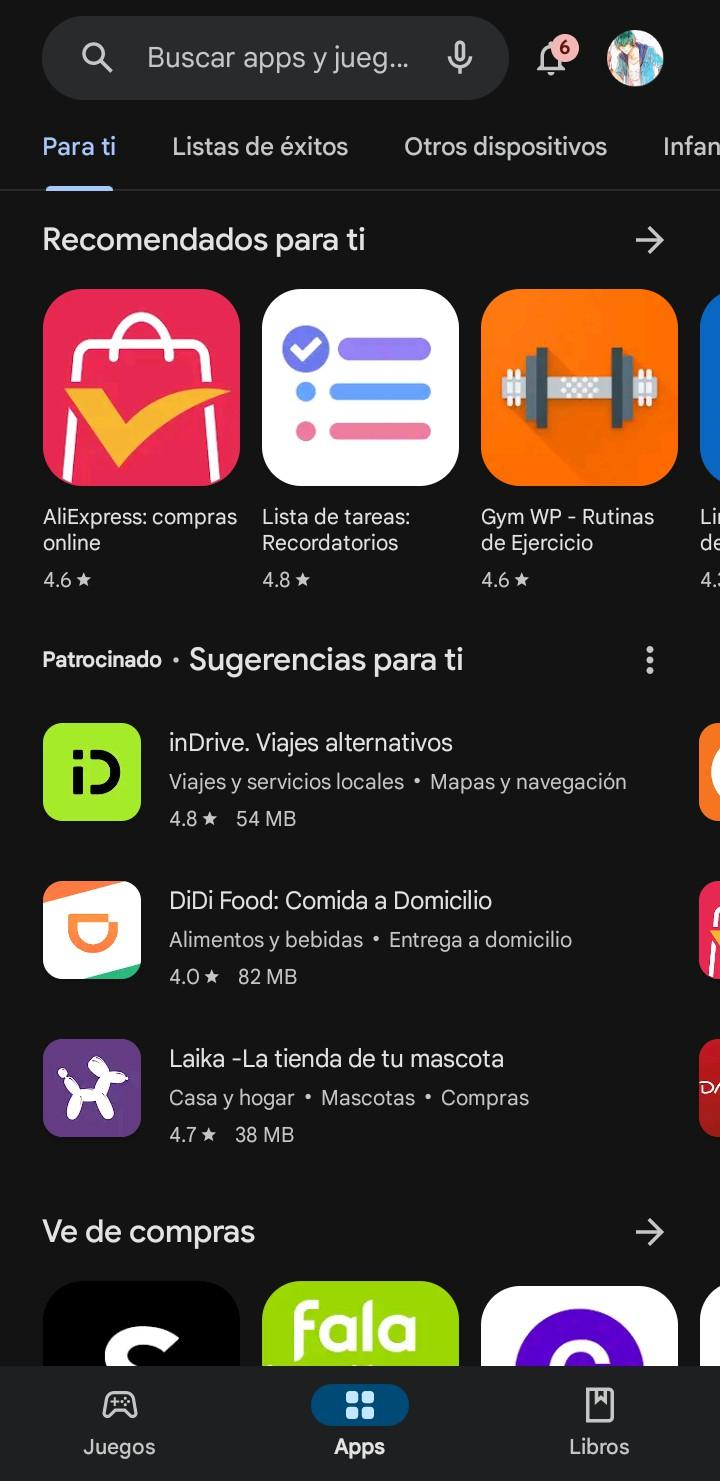 Buscar apps y jueg...
6
Para ti
Listas de éxitos
Otros dispositivos
Infan
Recomendados para ti
AliExpress: compras
online
4.6 ★
Lista de tareas:
Recordatorios
4.8 ★
Gym WP - Rutinas
de Ejercicio
4.6 ★
Patrocinado • Sugerencias para ti
iD
inDrive. Viajes alternativos
Viajes y servicios locales • Mapas y navegación
4.8 ★ 54 MB
DiDi Food: Comida a Domicilio
Alimentos y bebidas • Entrega a domicilio
4.0 ★ 82 MB
Laika -La tienda de tu mascota
Casa y hogar • Mascotas • Compras
4.7 ★ 38 MB
Ve de compras
fala
Juegos
Apps
Libros